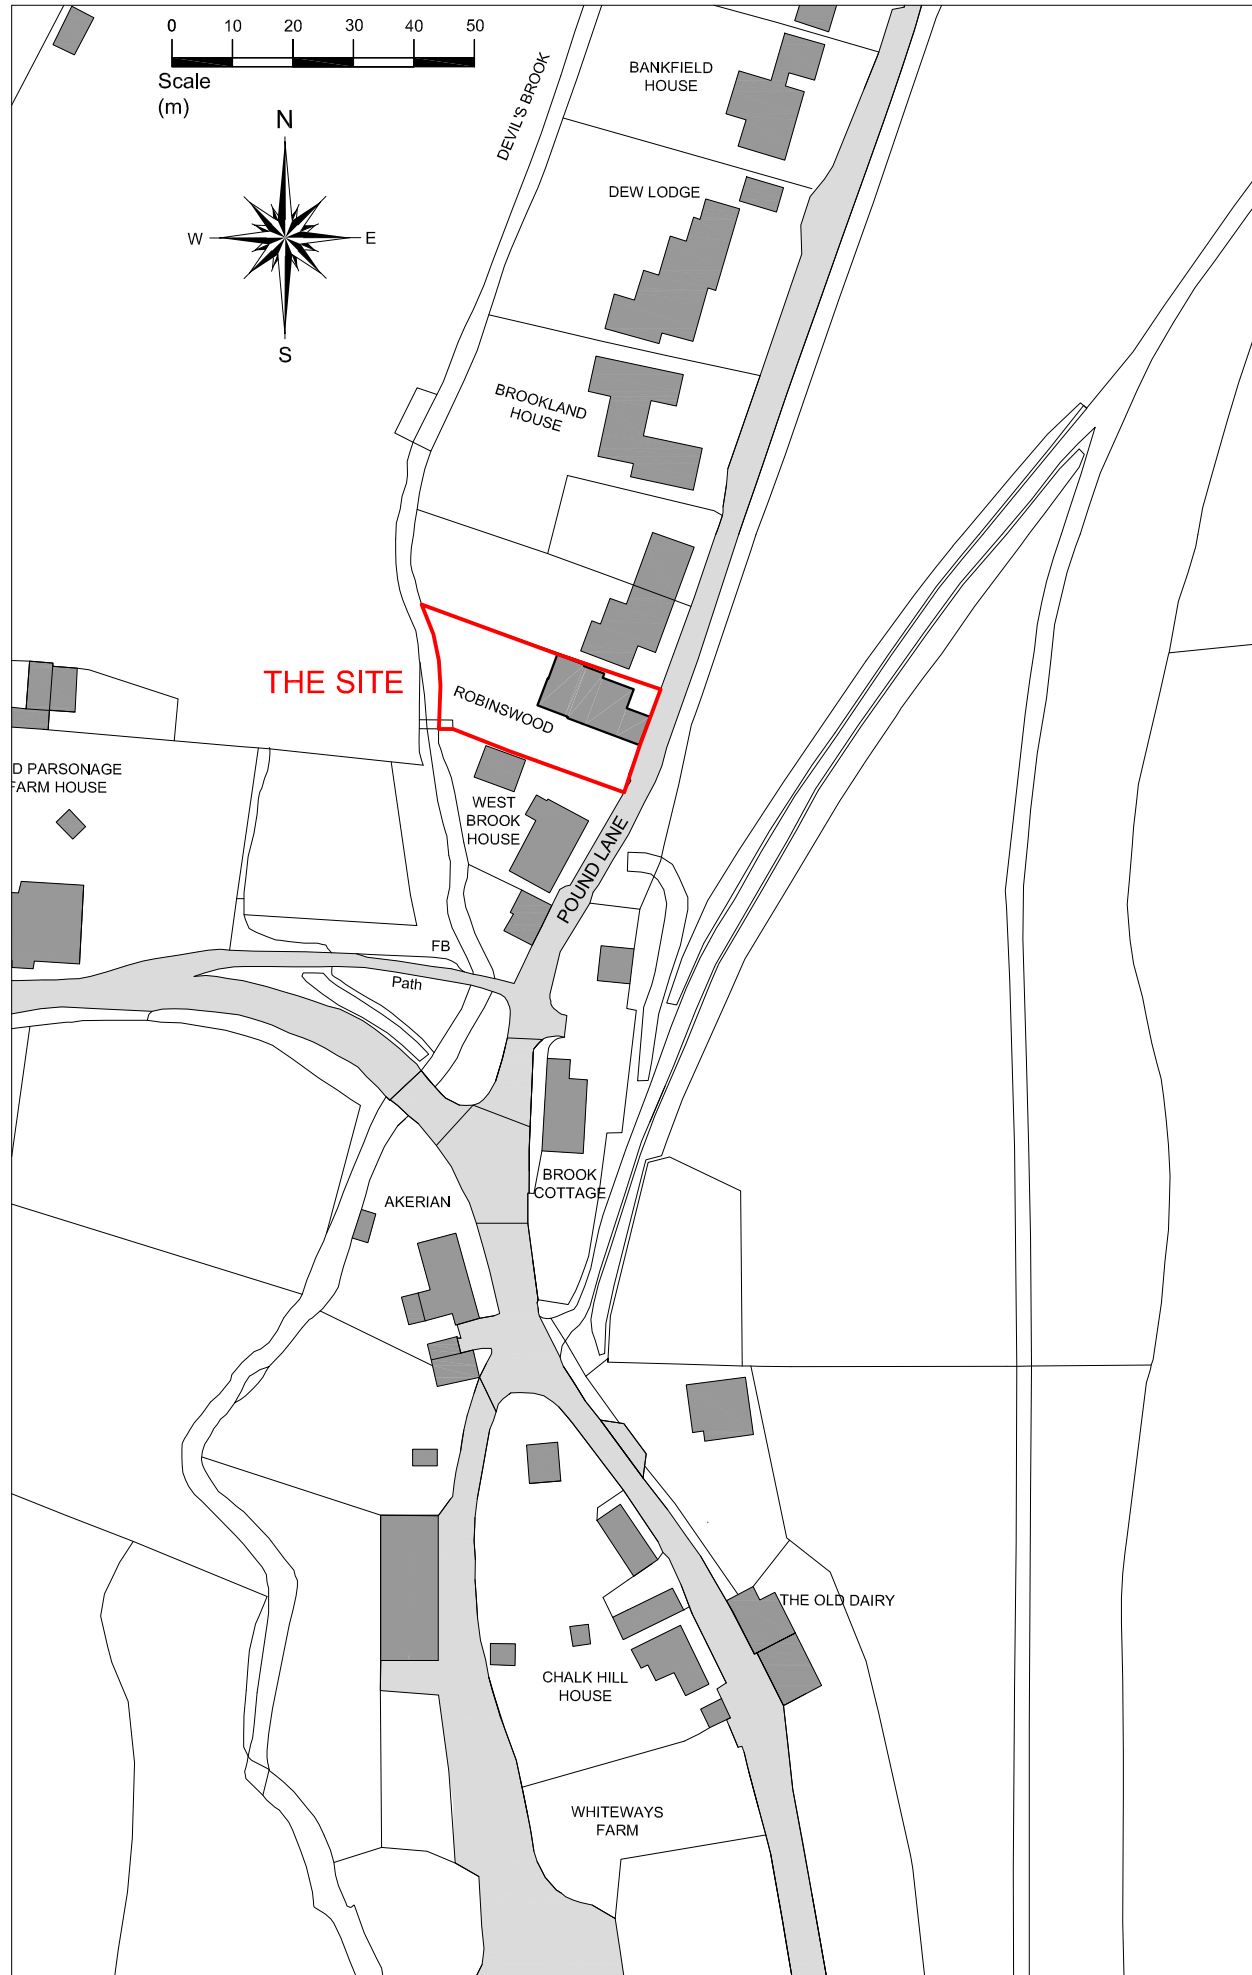 0 10 20 30 40 50
Scale
(m)
N
W E
S
DEVIL'S BROOK
BANKFIELD
HOUSE
DEW LODGE
BROOKLAND
HOUSE
THE SITE
ROBINSWOOD
D PARSONAGE
FARM HOUSE
WEST
BROOK
HOUSE
POUND LANE
FB
Path
BROOK
COTTAGE
AKERIAN
THE OLD DAIRY
CHALK HILL
HOUSE
WHITEWAYS
FARM